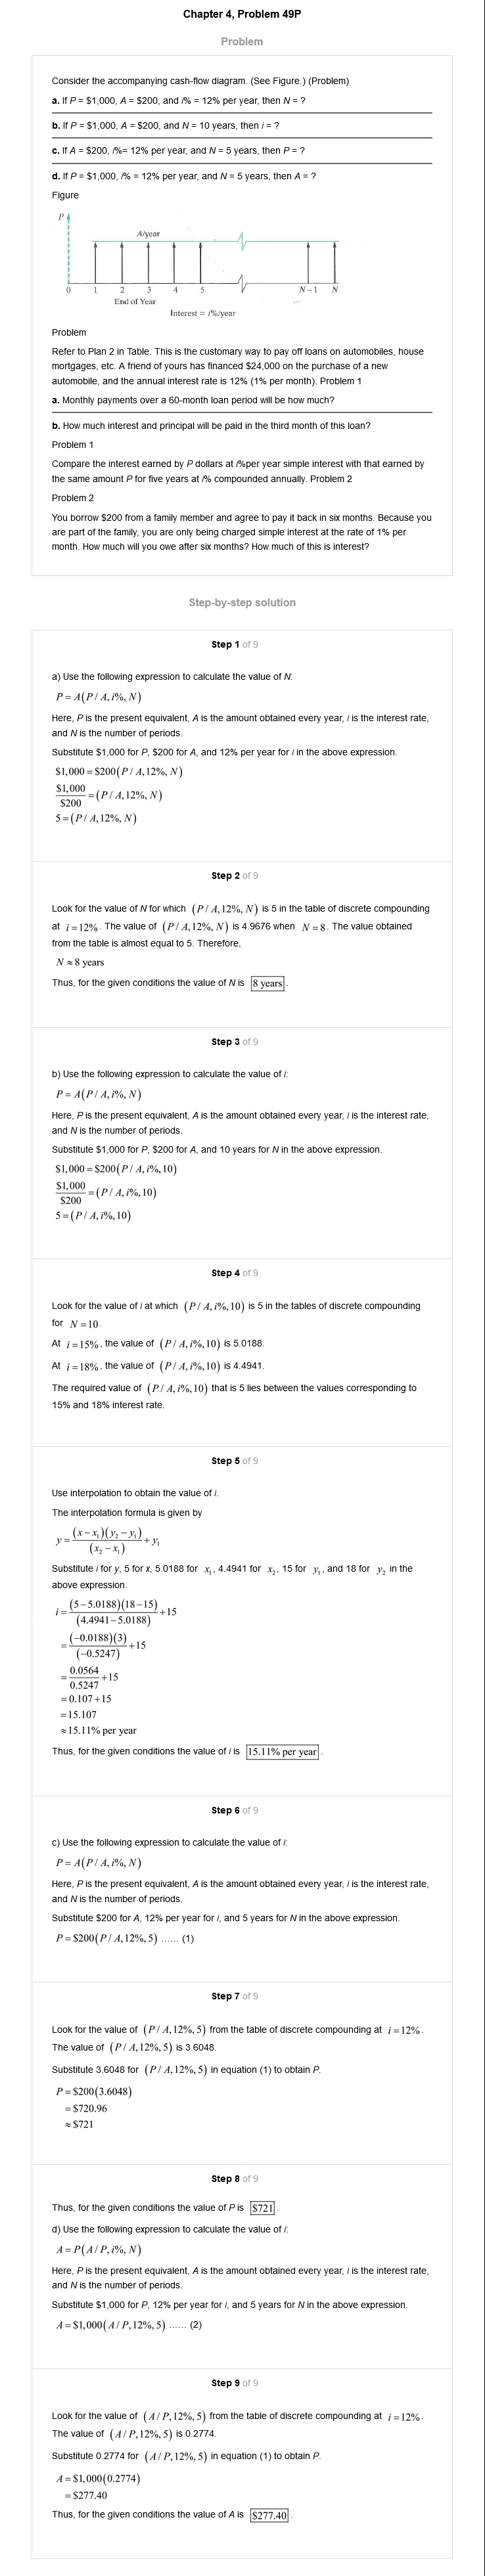 Chapter 4, Problem 49P
Problem
Consider the accompanying cash-flow diagram. (See Figure.) (Problem)
a. If P = $1,000, A = $200, and i% = 12% per year, then N = ?
b. If P = $1,000, A = $200, and N = 10 years, then i = ?
c. If A = $200, i%= 12% per year, and N = 5 years, then P = ?
d. If P = $1,000, i% = 12% per year, and N = 5 years, then A = ?
Figure
P
A/year
0 1 2 3 4 5 N – 1 N
End of Year
Interest = i%/year
Problem
Refer to Plan 2 in Table. This is the customary way to pay off loans on automobiles, house
mortgages, etc. A friend of yours has financed $24,000 on the purchase of a new
automobile, and the annual interest rate is 12% (1% per month). Problem 1
a. Monthly payments over a 60-month loan period will be how much?
b. How much interest and principal will be paid in the third month of this loan?
Problem 1
Compare the interest earned by P dollars at i%per year simple interest with that earned by
the same amount P for five years at i% compounded annually. Problem 2
Problem 2
You borrow $200 from a family member and agree to pay it back in six months. Because you
are part of the family, you are only being charged simple interest at the rate of 1% per
month. How much will you owe after six months? How much of this is interest?
Step-by-step solution
Step 1 of 9
a) Use the following expression to calculate the value of N:
P = A(P / A, i%, N)
Here, P is the present equivalent, A is the amount obtained every year, i is the interest rate,
and N is the number of periods.
Substitute $1,000 for P, $200 for A, and 12% per year for i in the above expression.
$1,000 = $200(P / A, 12%, N)
$1,000
$200
= (P / A, 12%, N)
5 = (P / A, 12%, N)
Step 2 of 9
Look for the value of N for which (P / A, 12%, N) is 5 in the table of discrete compounding
at i = 12% . The value of (P / A, 12%, N) is 4.9676 when N = 8 . The value obtained
from the table is almost equal to 5. Therefore,
N ≈ 8 years
Thus, for the given conditions the value of N is 8 years .
Step 3 of 9
b) Use the following expression to calculate the value of i:
P = A(P / A, i%, N)
Here, P is the present equivalent, A is the amount obtained every year, i is the interest rate,
and N is the number of periods.
Substitute $1,000 for P, $200 for A, and 10 years for N in the above expression.
$1,000 = $200(P / A, i%, 10)
$1,000
$200
= (P / A, i%, 10)
5 = (P / A, i%, 10)
Step 4 of 9
Look for the value of i at which (P / A, i%, 10) is 5 in the tables of discrete compounding
for N = 10 .
At i = 15% , the value of (P / A, i%, 10) is 5.0188.
At i = 18% , the value of (P / A, i%, 10) is 4.4941.
The required value of (P / A, i%, 10) that is 5 lies between the values corresponding to
15% and 18% interest rate.
Step 5 of 9
Use interpolation to obtain the value of i.
The interpolation formula is given by
y = (x − x₁)(y₂ − y₁)
(x₂ − x₁)
+ y₁
Substitute i for y, 5 for x, 5.0188 for x₁ , 4.4941 for x₂ , 15 for y₁ , and 18 for y₂ in the
above expression.
i = (5 − 5.0188)(18 − 15)
(4.4941 − 5.0188)
+ 15
= (−0.0188)(3)
(−0.5247)
+ 15
= 0.0564
0.5247
+ 15
= 0.107 + 15
= 15.107
≈ 15.11% per year
Thus, for the given conditions the value of i is 15.11% per year .
Step 6 of 9
c) Use the following expression to calculate the value of i:
P = A(P / A, i%, N)
Here, P is the present equivalent, A is the amount obtained every year, i is the interest rate,
and N is the number of periods.
Substitute $200 for A, 12% per year for i, and 5 years for N in the above expression.
P = $200(P / A, 12%, 5) …… (1)
Step 7 of 9
Look for the value of (P / A, 12%, 5) from the table of discrete compounding at i = 12% .
The value of (P / A, 12%, 5) is 3.6048.
Substitute 3.6048 for (P / A, 12%, 5) in equation (1) to obtain P.
P = $200(3.6048)
= $720.96
≈ $721
Step 8 of 9
Thus, for the given conditions the value of P is $721 .
d) Use the following expression to calculate the value of i:
A = P(A / P, i%, N)
Here, P is the present equivalent, A is the amount obtained every year, i is the interest rate,
and N is the number of periods.
Substitute $1,000 for P, 12% per year for i, and 5 years for N in the above expression.
A = $1,000(A / P, 12%, 5) …… (2)
Step 9 of 9
Look for the value of (A / P, 12%, 5) from the table of discrete compounding at i = 12% .
The value of (A / P, 12%, 5) is 0.2774.
Substitute 0.2774 for (A / P, 12%, 5) in equation (1) to obtain P.
A = $1,000(0.2774)
= $277.40
Thus, for the given conditions the value of A is $277.40 .